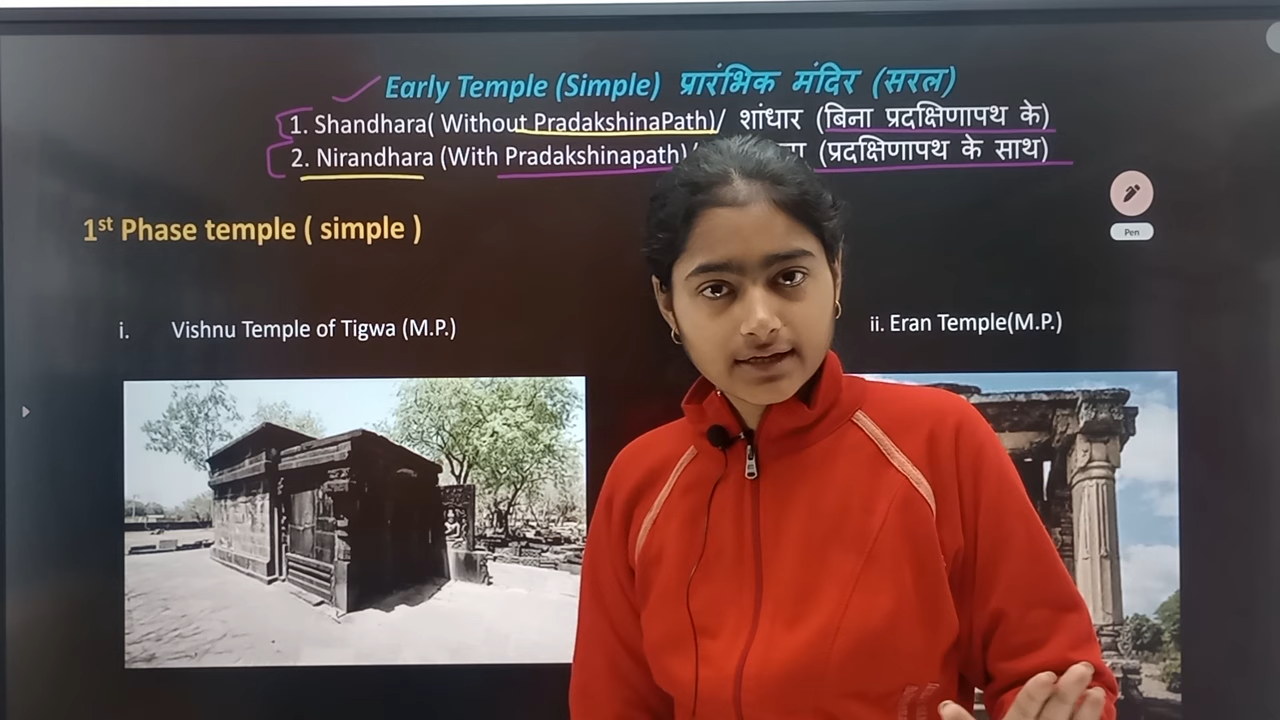 Early Temple (Simple) प्रारंभिक मंदिर (सरल)
1. Shandhara( Without PradakshinaPath)/ शांधार (बिना प्रदक्षिणापथ के)
2. Nirandhara (With Pradakshinapath)/ (प्रदक्षिणापथ के साथ)
Pen
1st Phase temple ( simple )
i. Vishnu Temple of Tigwa (M.P.)
ii. Eran Temple(M.P.)